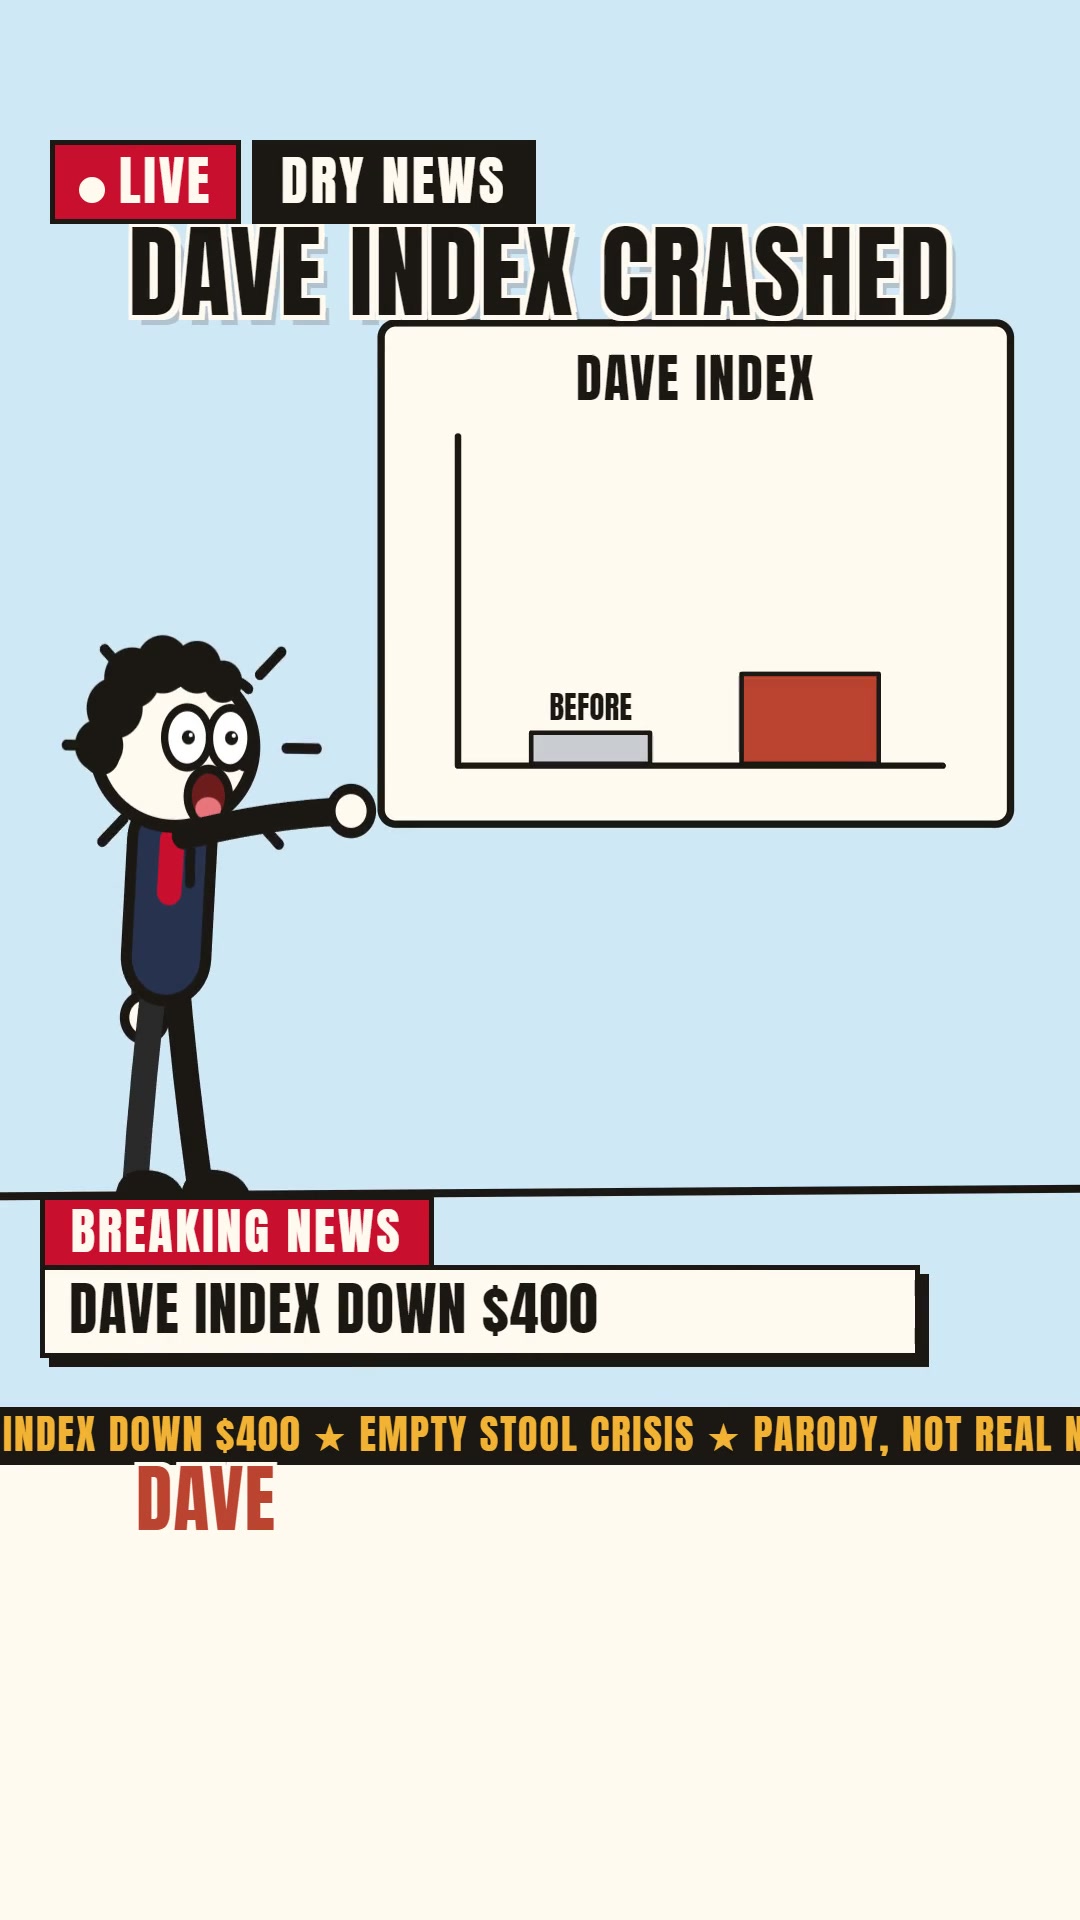 LIVE DRY NEWS
DAVE INDEX CRASHED
DAVE INDEX
BEFORE
BREAKING NEWS
DAVE INDEX DOWN $400
INDEX DOWN $400 ★ EMPTY STOOL CRISIS ★ PARODY, NOT REAL
DAVE